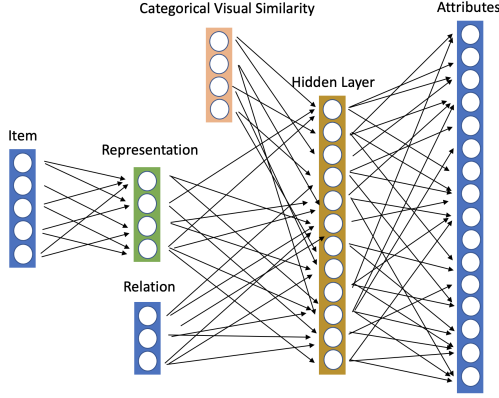 Categorical Visual Similarity
Attributes
Hidden Layer
Item
Representation
Relation